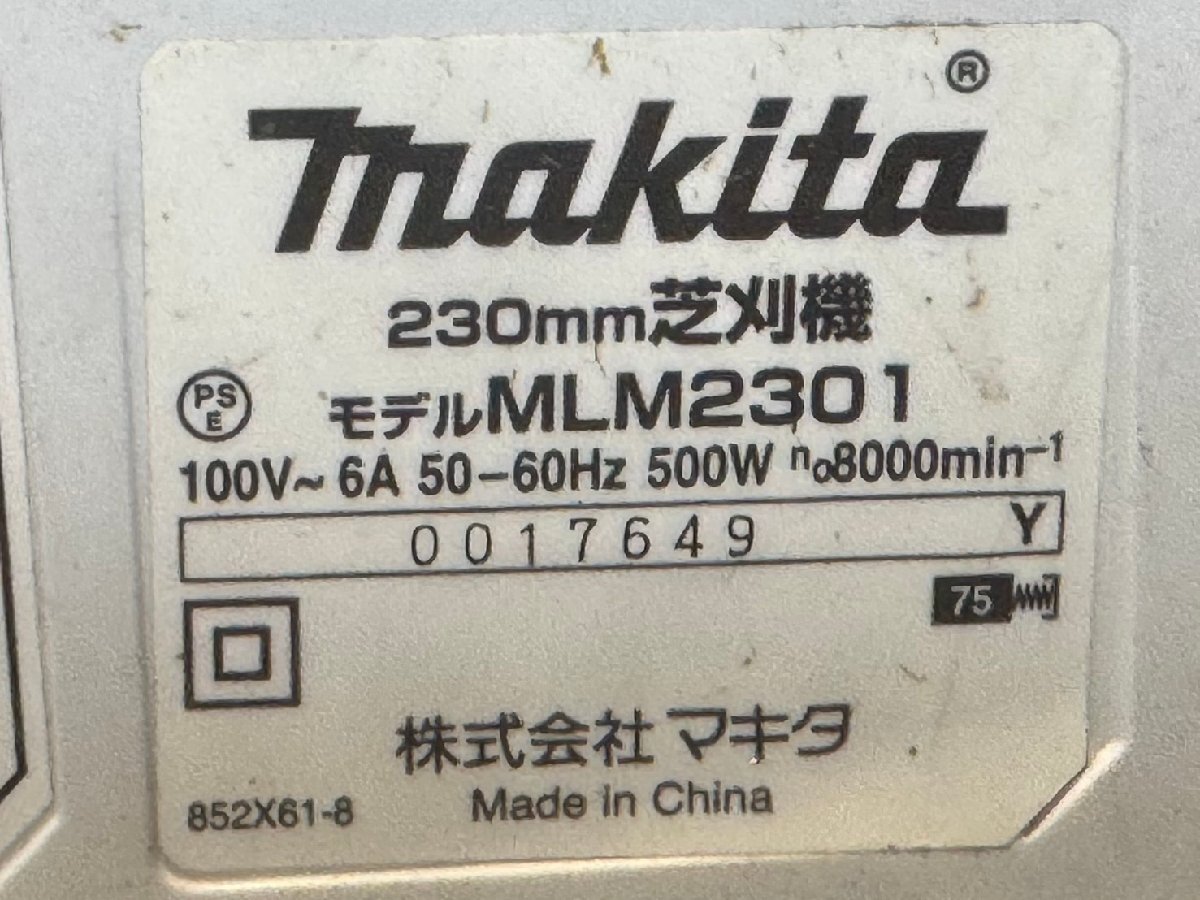 makita®
230mm芝刈機
PS
E
モデルMLM2301
100V~ 6A 50-60Hz 500W n₀8000min⁻¹
0017649 Y
75
株式会社マキタ
852X61-8 Made in China